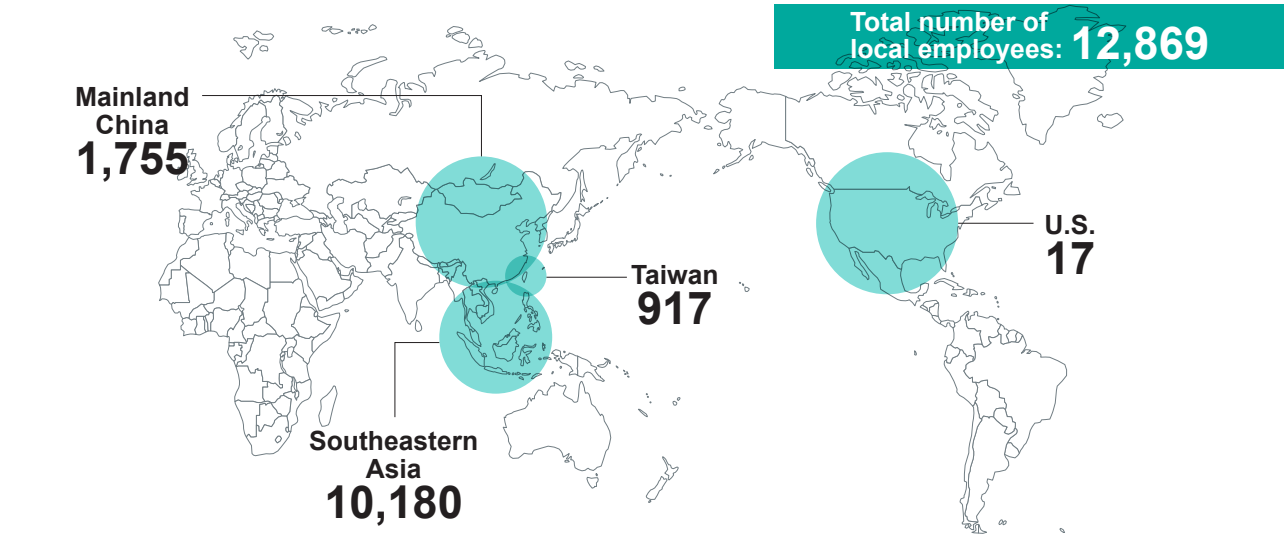 Total number of
local employees: 12,869
Mainland
China
1,755
U.S.
17
Taiwan
917
Southeastern
Asia
10,180